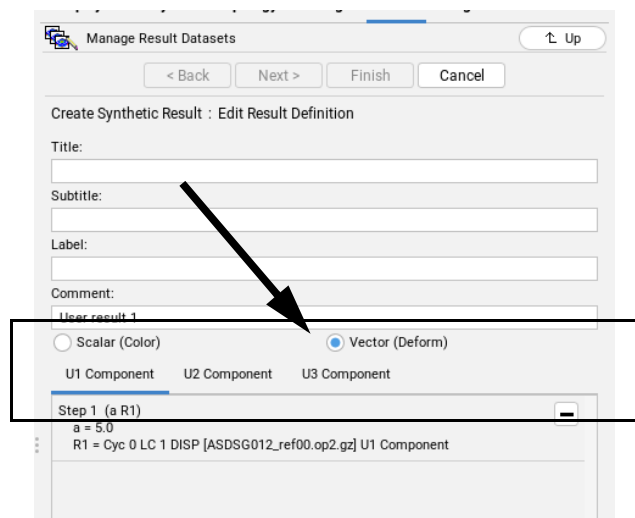 Manage Result Datasets
Up
< Back Next > Finish Cancel
Create Synthetic Result : Edit Result Definition
Title:
Subtitle:
Label:
Comment:
User result 1
Scalar (Color) Vector (Deform)
U1 Component U2 Component U3 Component
Step 1 (a R1)
a = 5.0
R1 = Cyc 0 LC 1 DISP [ASDSG012_ref00.op2.gz] U1 Component